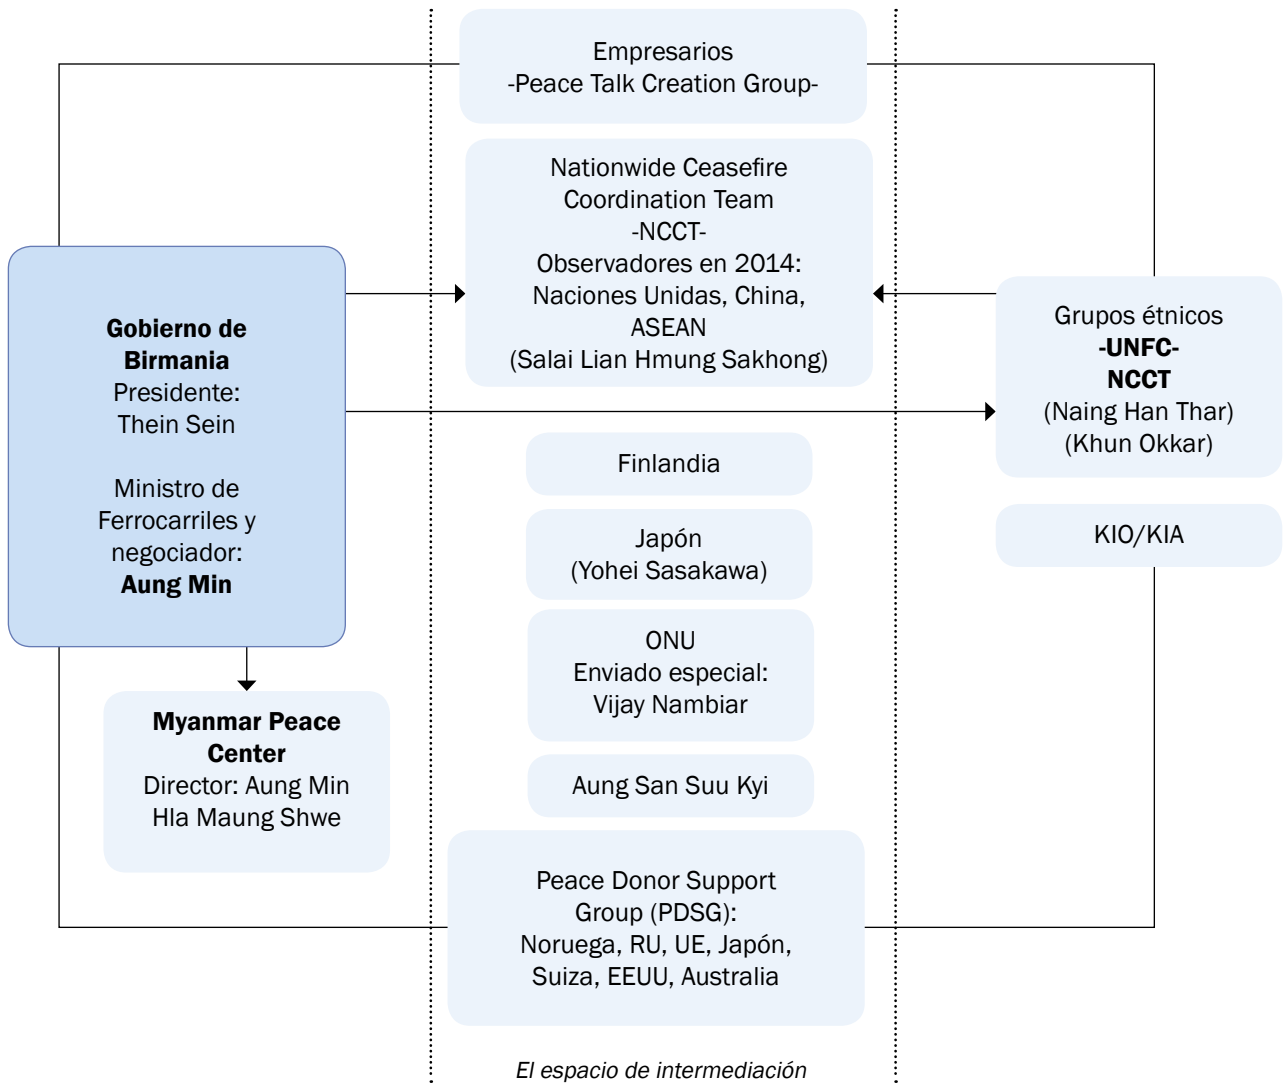 Empresarios
-Peace Talk Creation Group-
Nationwide Ceasefire
Coordination Team
-NCCT-
Observadores en 2014:
Naciones Unidas, China,
ASEAN
(Salai Lian Hmung Sakhong)
Gobierno de
Birmania
Presidente:
Thein Sein
Ministro de
Ferrocarriles y
negociador:
Aung Min
Grupos étnicos
-UNFC-
NCCT
(Naing Han Thar)
(Khun Okkar)
Finlandia
KIO/KIA
Japón
(Yohei Sasakawa)
ONU
Enviado especial:
Vijay Nambiar
Myanmar Peace
Center
Director: Aung Min
Hla Maung Shwe
Aung San Suu Kyi
Peace Donor Support
Group (PDSG):
Noruega, RU, UE, Japón,
Suiza, EEUU, Australia
El espacio de intermediación